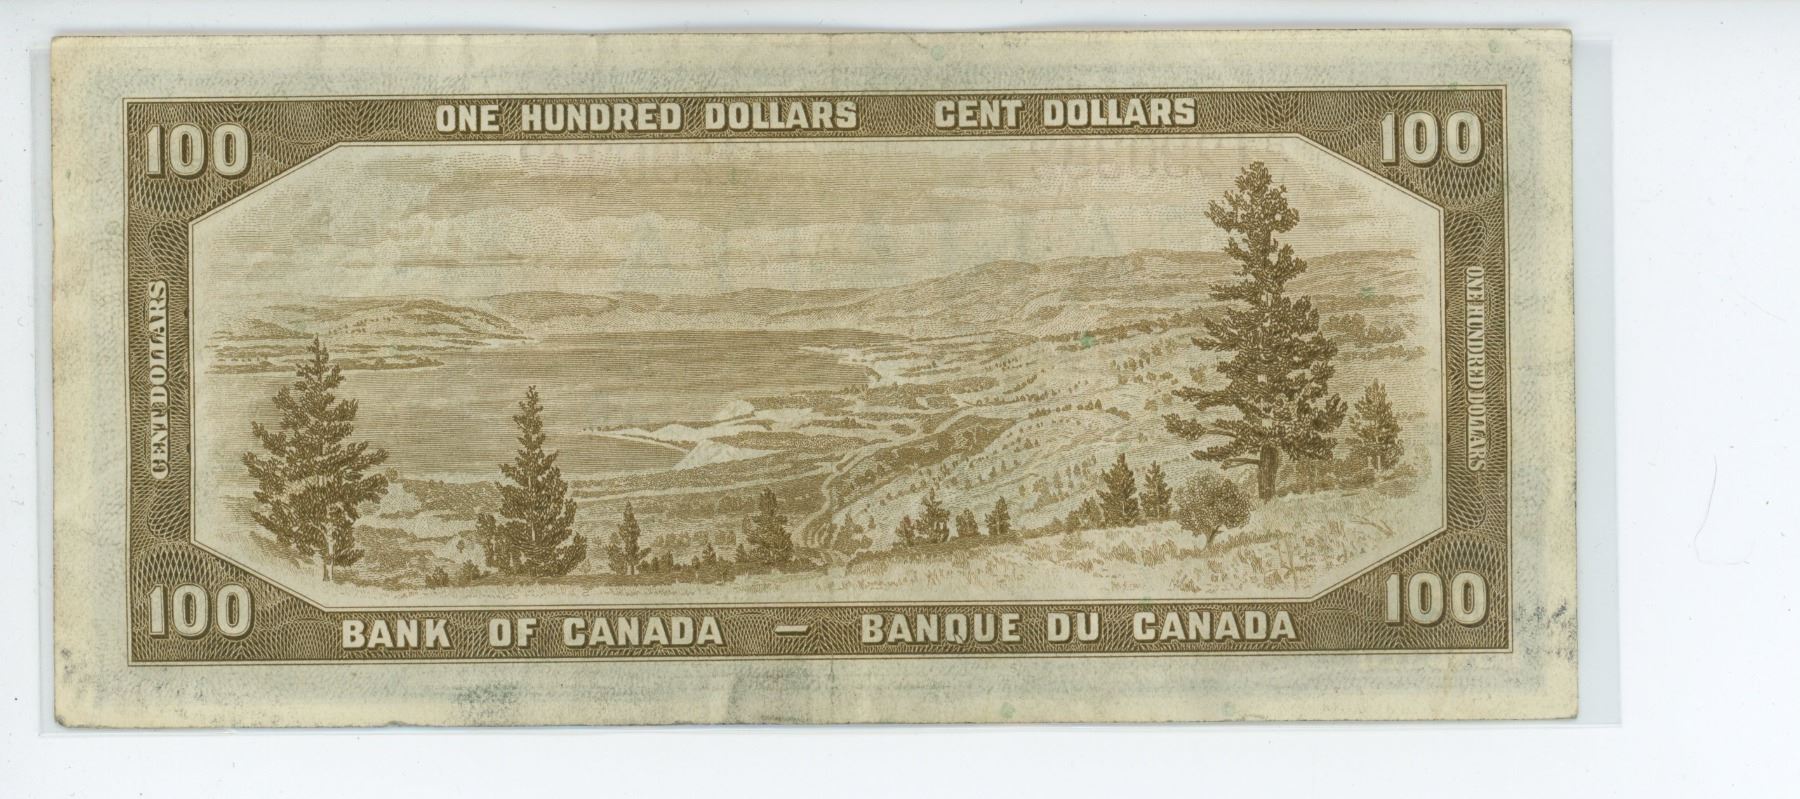 ONE HUNDRED DOLLARS CENT DOLLARS
100
100
CENT DOLLARS
ONE HUNDRED DOLLARS
100
100
BANK OF CANADA — BANQUE DU CANADA